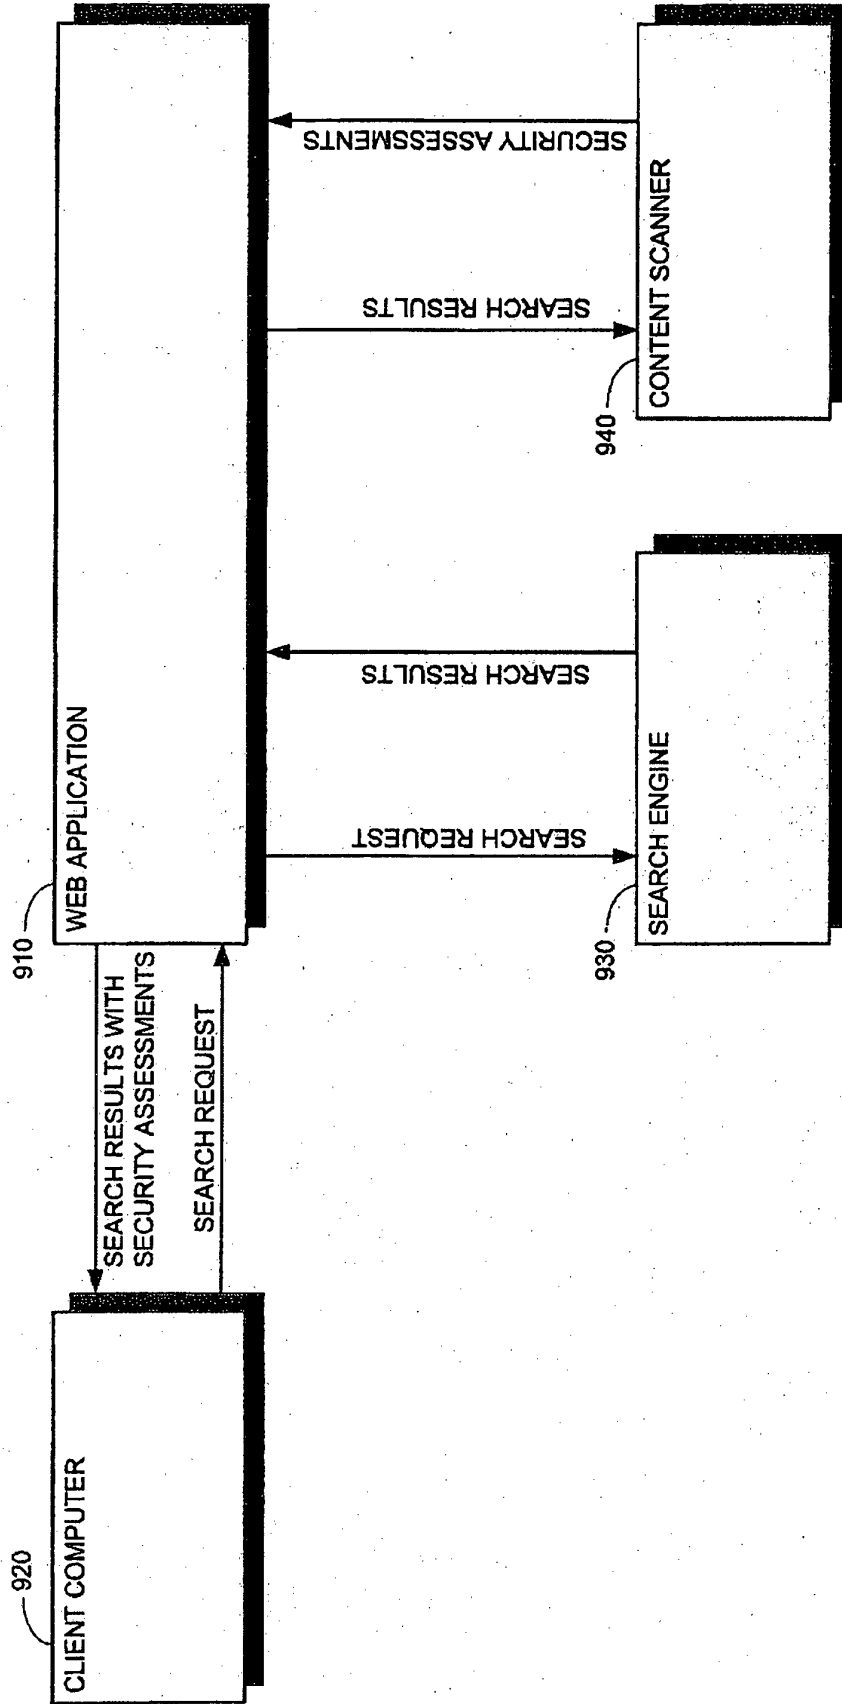 920
CLIENT COMPUTER
SEARCH RESULTS WITH
SECURITY ASSESSMENTS
SEARCH REQUEST
910
WEB APPLICATION
SEARCH REQUEST
SEARCH RESULTS
SEARCH RESULTS
SECURITY ASSESSMENTS
930
SEARCH ENGINE
940
CONTENT SCANNER